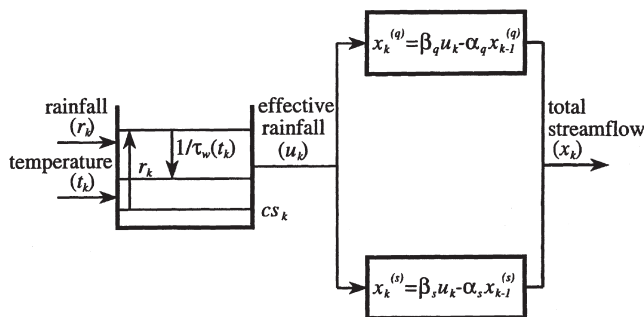 rainfall
(r_k)
temperature
(t_k)
r_k
1/τ_w(t_k)
cs_k
effective
rainfall
(u_k)
x_k^(q)=β_q u_k-α_q x_{k-1}^(q)
x_k^(s)=β_s u_k-α_s x_{k-1}^(s)
total
streamflow
(x_k)